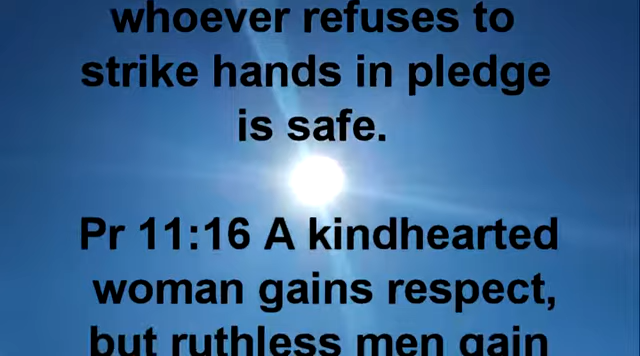 whoever refuses to
strike hands in pledge
is safe.
Pr 11:16 A kindhearted
woman gains respect,
but ruthless men gain